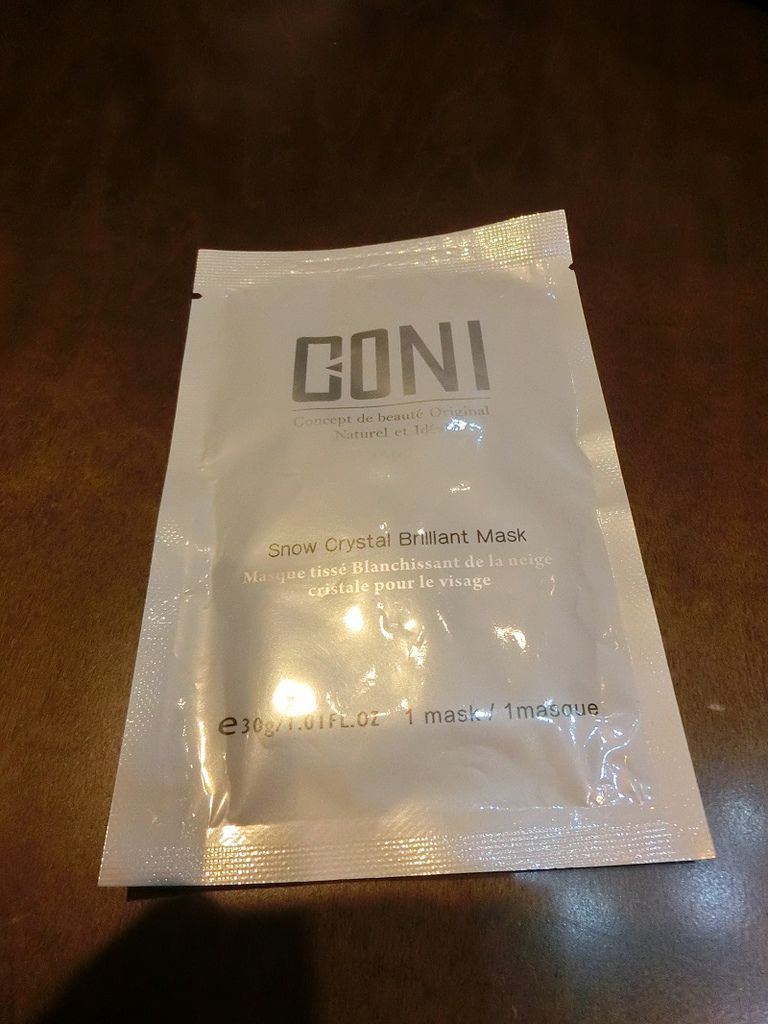 CONI
Concept de beauté Original
Naturel et
Snow Crystal Brilliant Mask
Masque tissé Blanchissant de la neige
cristale pour le visage
e30g/1.01FL.OZ 1 mask / 1masque